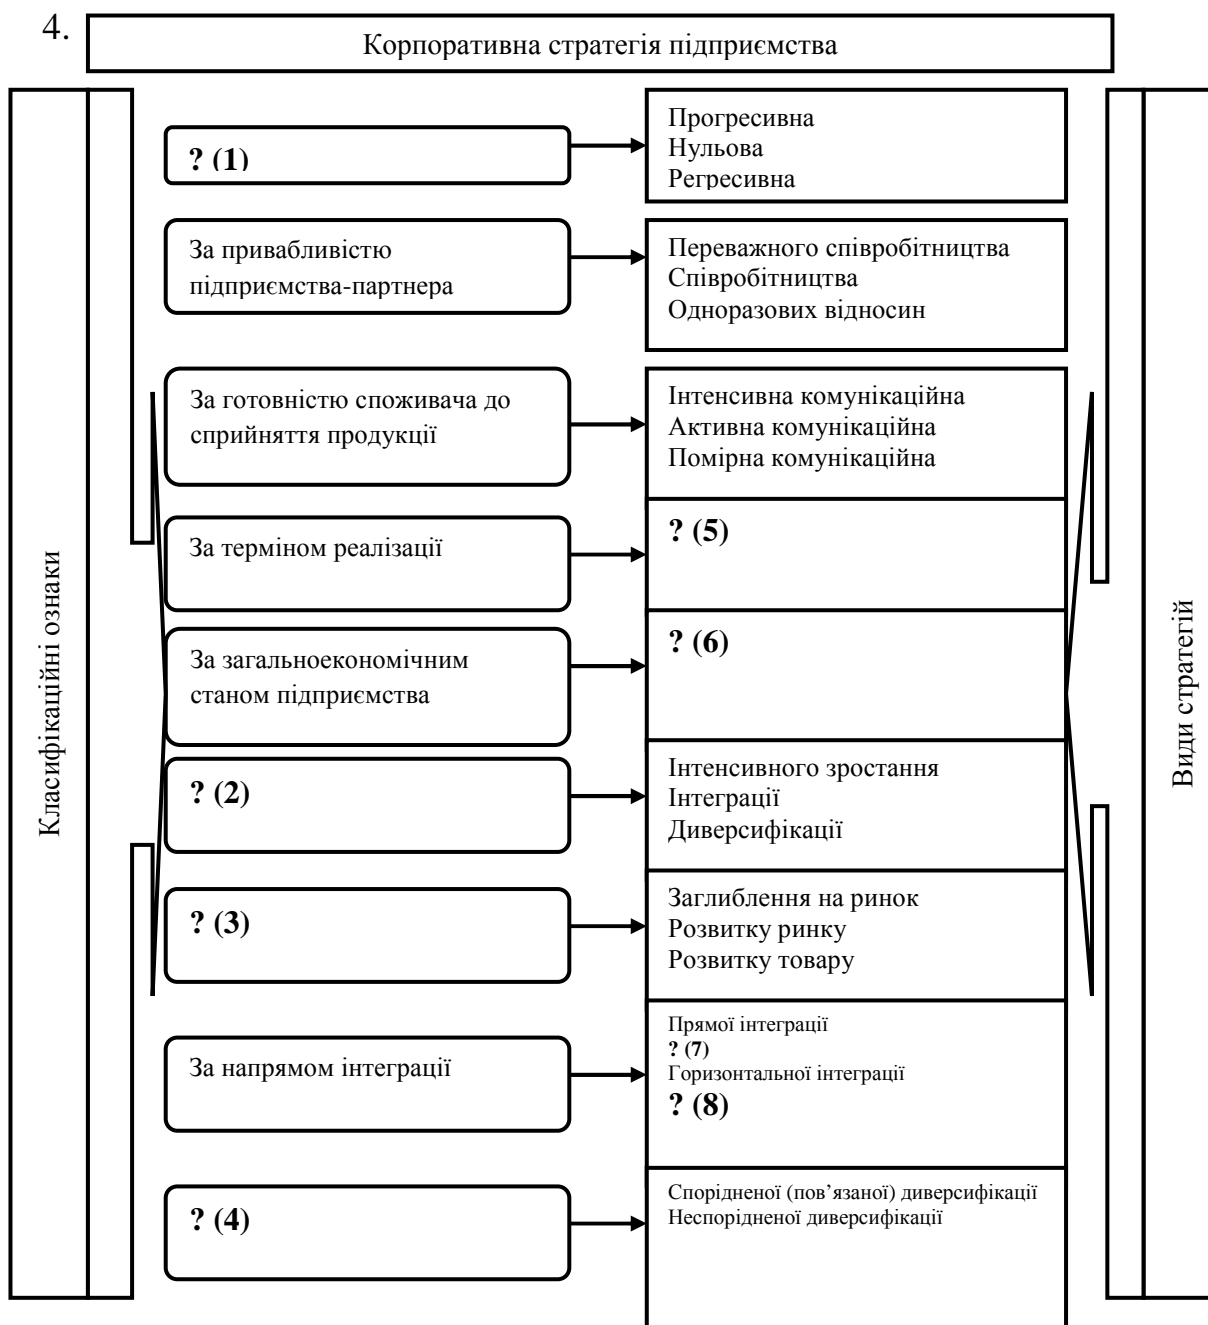 4.
Корпоративна стратегія підприємства
Класифікаційні ознаки
? (1)
Прогресивна
Нульова
Регресивна
За привабливістю
підприємства-партнера
Переважного співробітництва
Співробітництва
Одноразових відносин
За готовністю споживача до
сприйняття продукції
Інтенсивна комунікаційна
Активна комунікаційна
Помірна комунікаційна
За терміном реалізації
? (5)
За загальноекономічним
станом підприємства
? (6)
? (2)
Інтенсивного зростання
Інтеграції
Диверсифікації
? (3)
Заглиблення на ринок
Розвитку ринку
Розвитку товару
За напрямом інтеграції
Прямої інтеграції
? (7)
Горизонтальної інтеграції
? (8)
? (4)
Спорідненої (пов’язаної) диверсифікації
Неспорідненої диверсифікації
Види стратегій